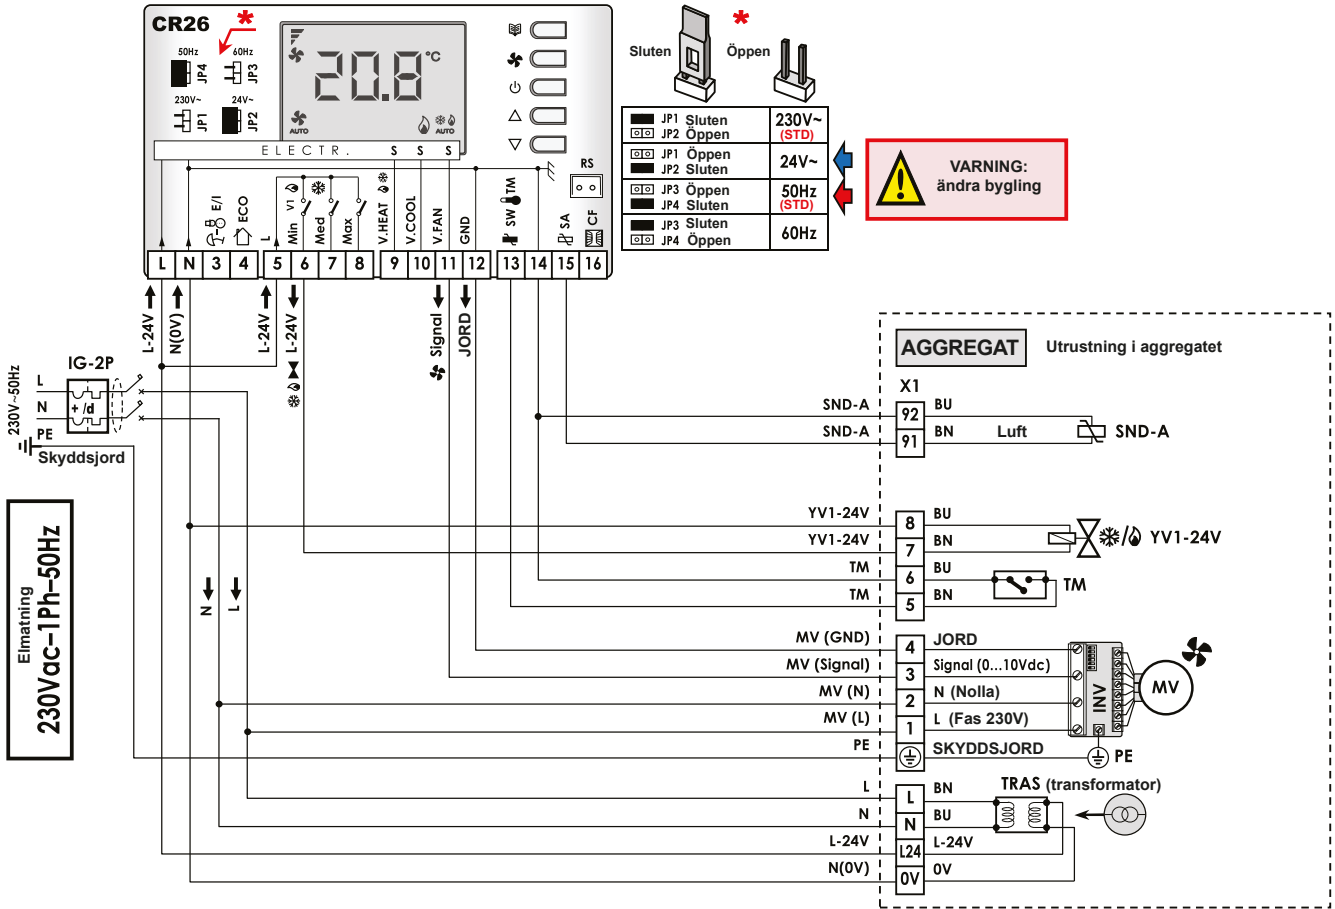 CR26
*
50Hz
60Hz
JP4
JP3
230V~
24V~
JP1
JP2
20.8 °C
AUTO
AUTO
ELECTR.
S S S
RS
E/I
ECO
L
Min V1
Med
Max
V.HEAT
V.COOL
V.FAN
GND
SW TM
SA
CF
L N 3 4 5 6 7 8 9 10 11 12 13 14 15 16
Sluten
*
Öppen
JP1 Sluten
JP2 Öppen
230V~
(STD)
JP1 Öppen
JP2 Sluten
24V~
JP3 Öppen
JP4 Sluten
50Hz
(STD)
JP3 Sluten
JP4 Öppen
60Hz
VARNING:
ändra bygling
L-24V
N(0V)
L-24V
L-24V
Signal
JORD
IG-2P
230V~50Hz
L
N
PE
+ /d
Skyddsjord
Elmatning
230Vac–1Ph–50Hz
N
L
AGGREGAT
Utrustning i aggregatet
X1
SND-A 92 BU
SND-A 91 BN
Luft
SND-A
YV1-24V 8 BU
YV1-24V 7 BN
YV1-24V
TM 6 BU
TM 5 BN
TM
MV (GND) 4 JORD
MV (Signal) 3 Signal (0...10Vdc)
MV (N) 2 N (Nolla)
MV (L) 1 L (Fas 230V)
PE SKYDDSJORD
INV
MV
PE
TRAS (transformator)
L L BN
N N BU
L-24V L24 L-24V
N(0V) 0V 0V